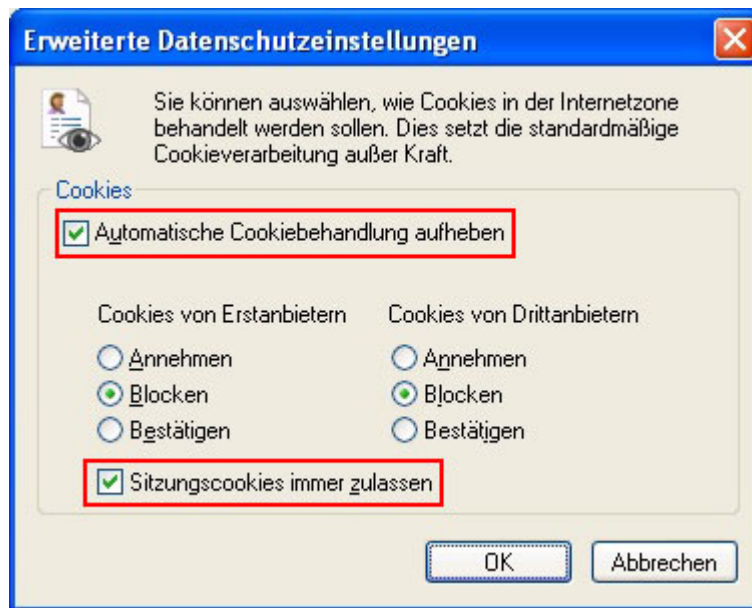 Erweiterte Datenschutzeinstellungen
Sie können auswählen, wie Cookies in der Internetzone
behandelt werden sollen. Dies setzt die standardmäßige
Cookieverarbeitung außer Kraft.
Cookies
Automatische Cookiebehandlung aufheben
Cookies von Erstanbietern
Annehmen
Blocken
Bestätigen
Cookies von Drittanbietern
Annehmen
Blocken
Bestätigen
Sitzungscookies immer zulassen
OK
Abbrechen